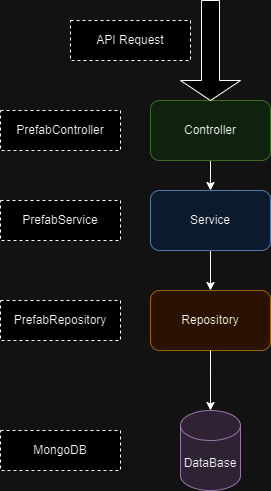 API Request
PrefabController
Controller
PrefabService
Service
PrefabRepository
Repository
MongoDB
DataBase